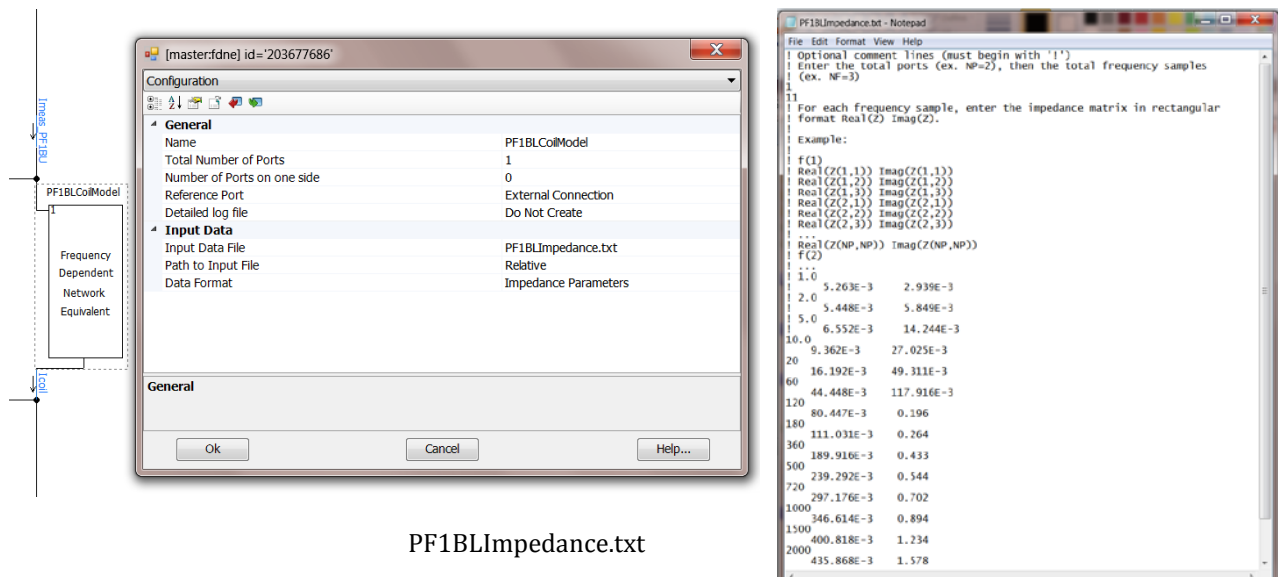 Imeas_PF1BU
PF1BLCoilModel
1
Frequency
Dependent
Network
Equivalent
Icoil
[master:fdne] id='203677686'
Configuration
General
Name PF1BLCoilModel
Total Number of Ports 1
Number of Ports on one side 0
Reference Port External Connection
Detailed log file Do Not Create
Input Data
Input Data File PF1BLImpedance.txt
Path to Input File Relative
Data Format Impedance Parameters
General
Ok Cancel Help...
PF1BLImpedance.txt
PF1BLImpedance.txt - Notepad
File Edit Format View Help
! Optional comment lines (must begin with '!')
! Enter the total ports (ex. NP=2), then the total frequency samples
! (ex. NF=3)
1
11
! For each frequency sample, enter the impedance matrix in rectangular
! format Real(Z) Imag(Z).
!
! Example:
!
! f(1)
! Real(Z(1,1)) Imag(Z(1,1))
! Real(Z(1,2)) Imag(Z(1,2))
! Real(Z(1,3)) Imag(Z(1,3))
! Real(Z(2,1)) Imag(Z(2,1))
! Real(Z(2,2)) Imag(Z(2,2))
! Real(Z(2,3)) Imag(Z(2,3))
! ...
! Real(Z(NP,NP)) Imag(Z(NP,NP))
! f(2)
! ...
! 1.0
! 5.263E-3 2.939E-3
! 2.0
! 5.448E-3 5.849E-3
! 5.0
! 6.552E-3 14.244E-3
10.0
9.362E-3 27.025E-3
20
16.192E-3 49.311E-3
60
44.448E-3 117.916E-3
120
80.447E-3 0.196
180
111.031E-3 0.264
360
189.916E-3 0.433
500
239.292E-3 0.544
720
297.176E-3 0.702
1000
346.614E-3 0.894
1500
400.818E-3 1.234
2000
435.868E-3 1.578